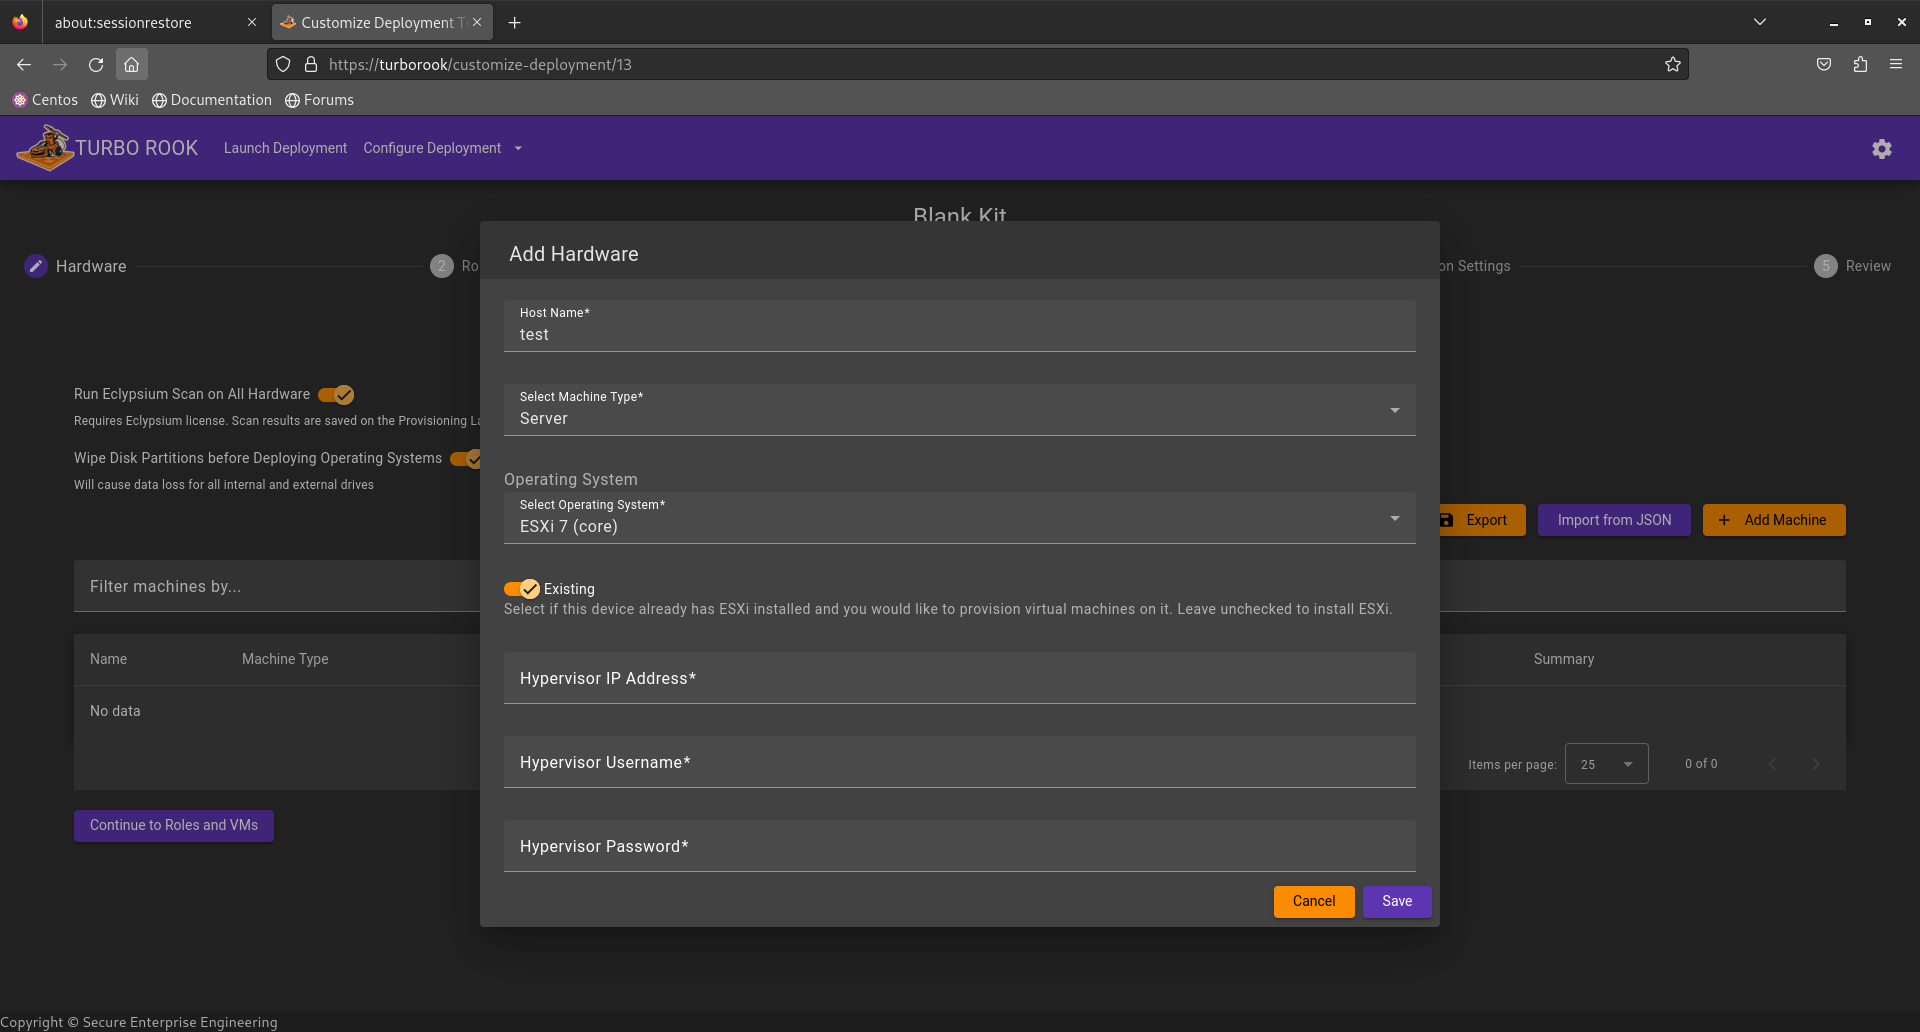 about:sessionrestore
Customize Deployment T
https://turborook/customize-deployment/13
Centos Wiki Documentation Forums
TURBO ROOK Launch Deployment Configure Deployment
Blank Kit
Hardware 2 Ro on Settings 5 Review
Add Hardware
Host Name*
test
Run Eclypsium Scan on All Hardware
Requires Eclypsium license. Scan results are saved on the Provisioning La
Wipe Disk Partitions before Deploying Operating Systems
Will cause data loss for all internal and external drives
Select Machine Type*
Server
Operating System
Select Operating System*
ESXi 7 (core)
Export Import from JSON + Add Machine
Existing
Select if this device already has ESXi installed and you would like to provision virtual machines on it. Leave unchecked to install ESXi.
Filter machines by...
Name Machine Type Summary
No data
Hypervisor IP Address*
Hypervisor Username*
Hypervisor Password*
Items per page: 25 0 of 0
Continue to Roles and VMs
Cancel Save
Copyright © Secure Enterprise Engineering